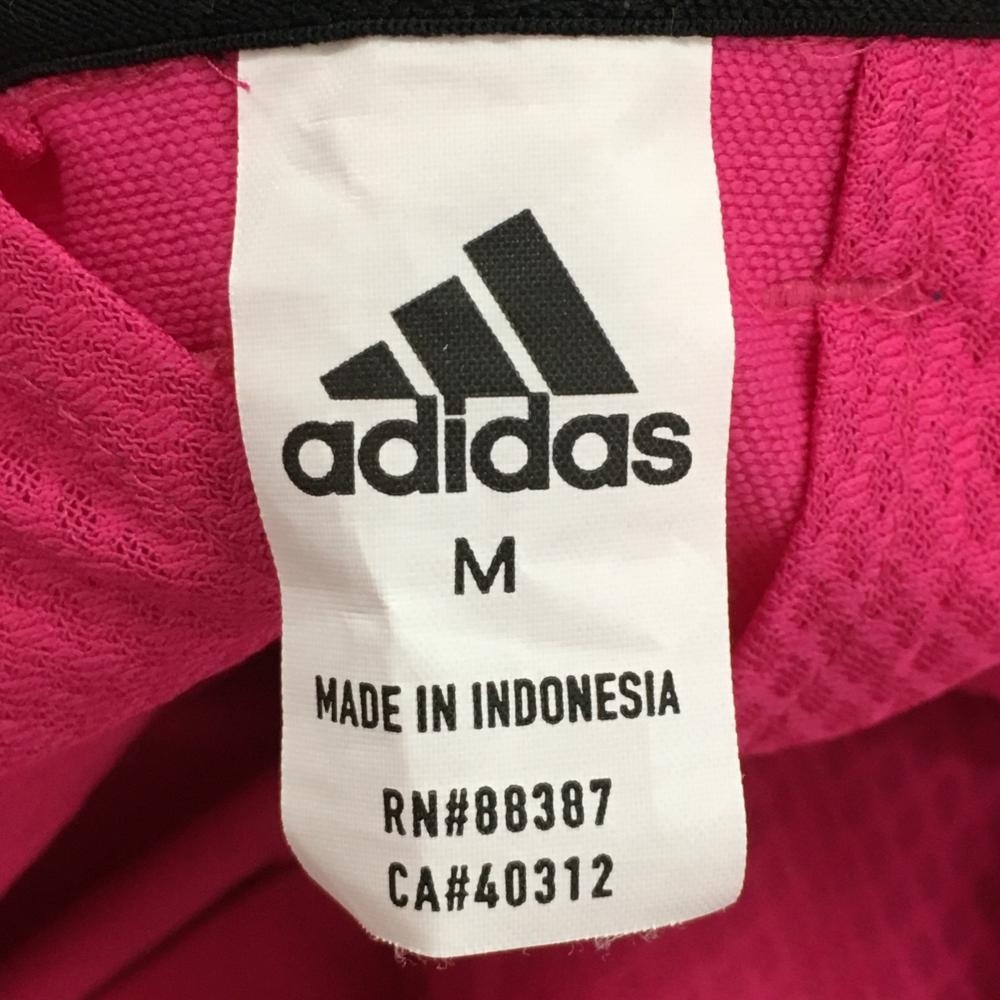 adidas
M
MADE IN INDONESIA
RN#88387
CA#40312